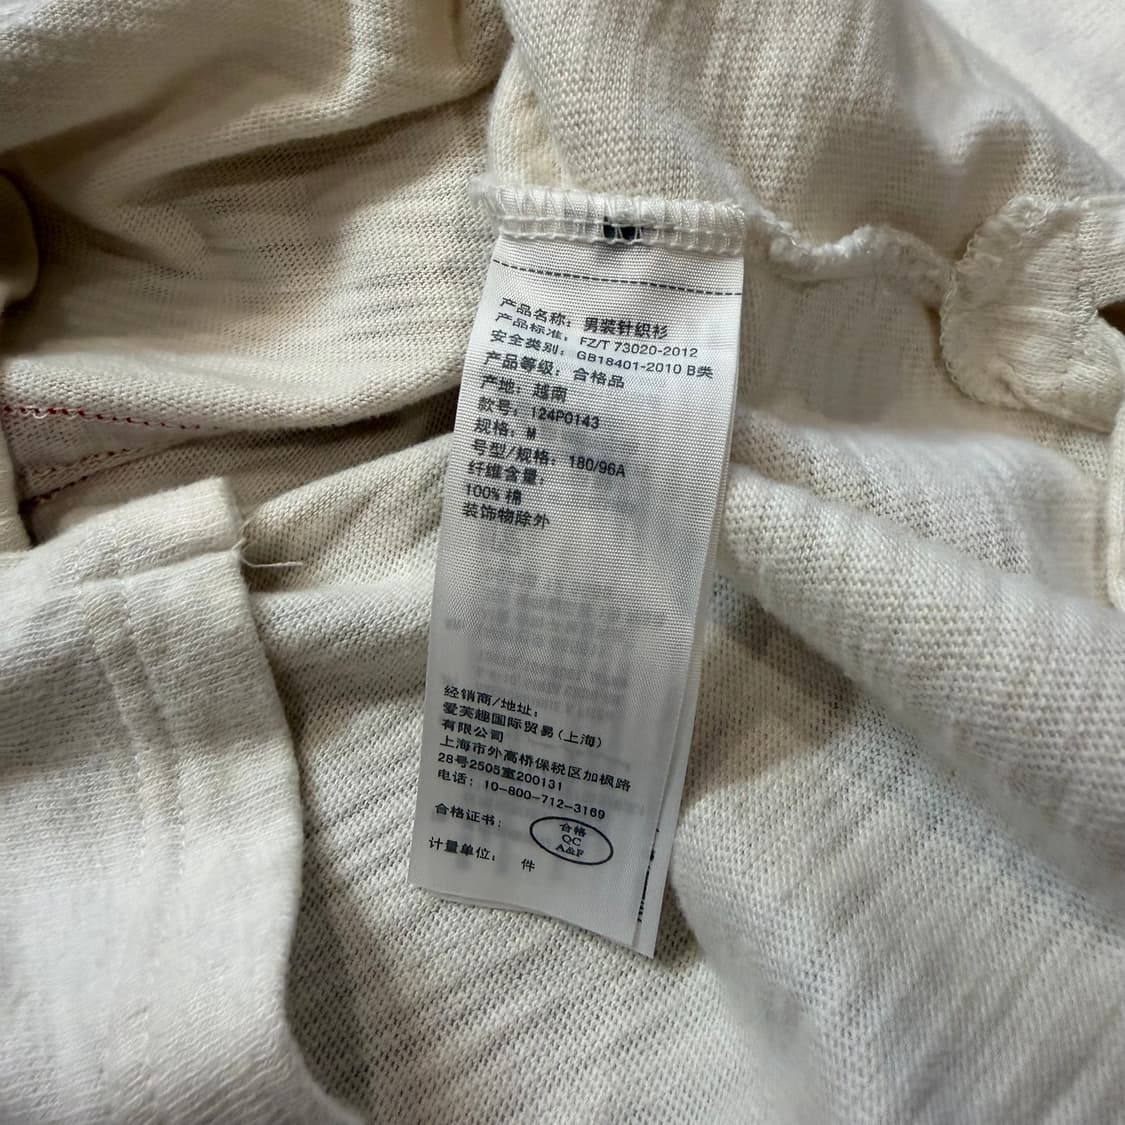 产品名称：男装针织衫
产品标准：FZ/T 73020-2012
安全类别：GB18401-2010 B类
产品等级：合格品
产地：越南
款号：124P0143
规格：M
号型/规格：180/96A
纤维含量：
100% 棉
装饰物除外
经销商/地址：
爱芙趣国际贸易(上海)
有限公司
上海市外高桥保税区加枫路
28号2505室200131
电话：10-800-712-3169
合格证书：
合格
QC
A&F
计量单位： 件